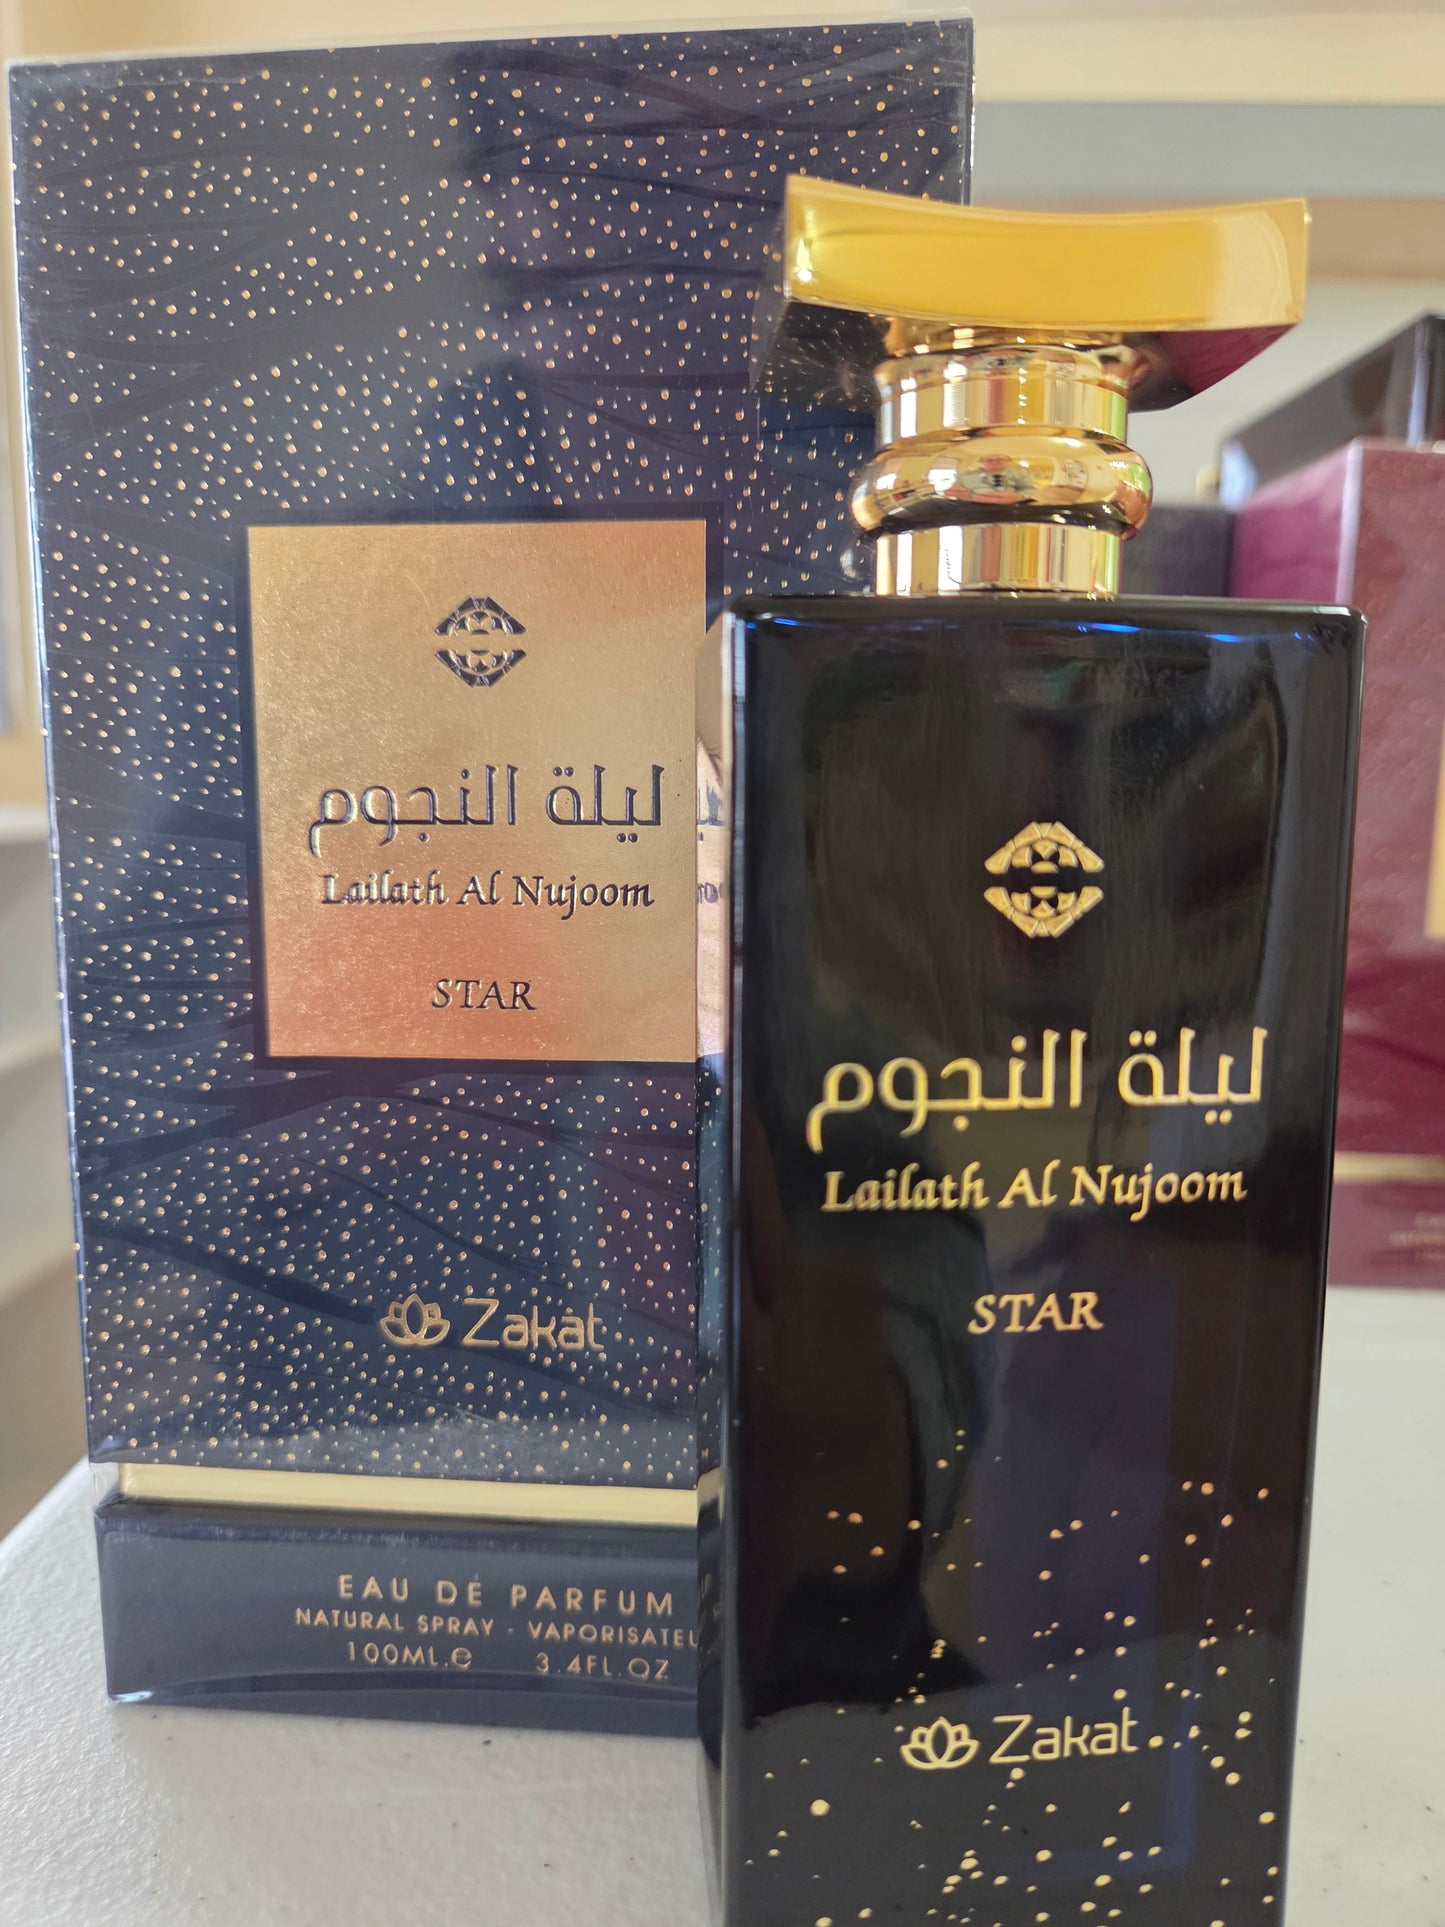 ليلة النجوم
Lailath Al Nujoom
STAR
Zakat
EAU DE PARFUM
NATURAL SPRAY - VAPORISATEU
100ML.e 3.4FL.OZ
ليلة النجوم
Lailath Al Nujoom
STAR
Zakat